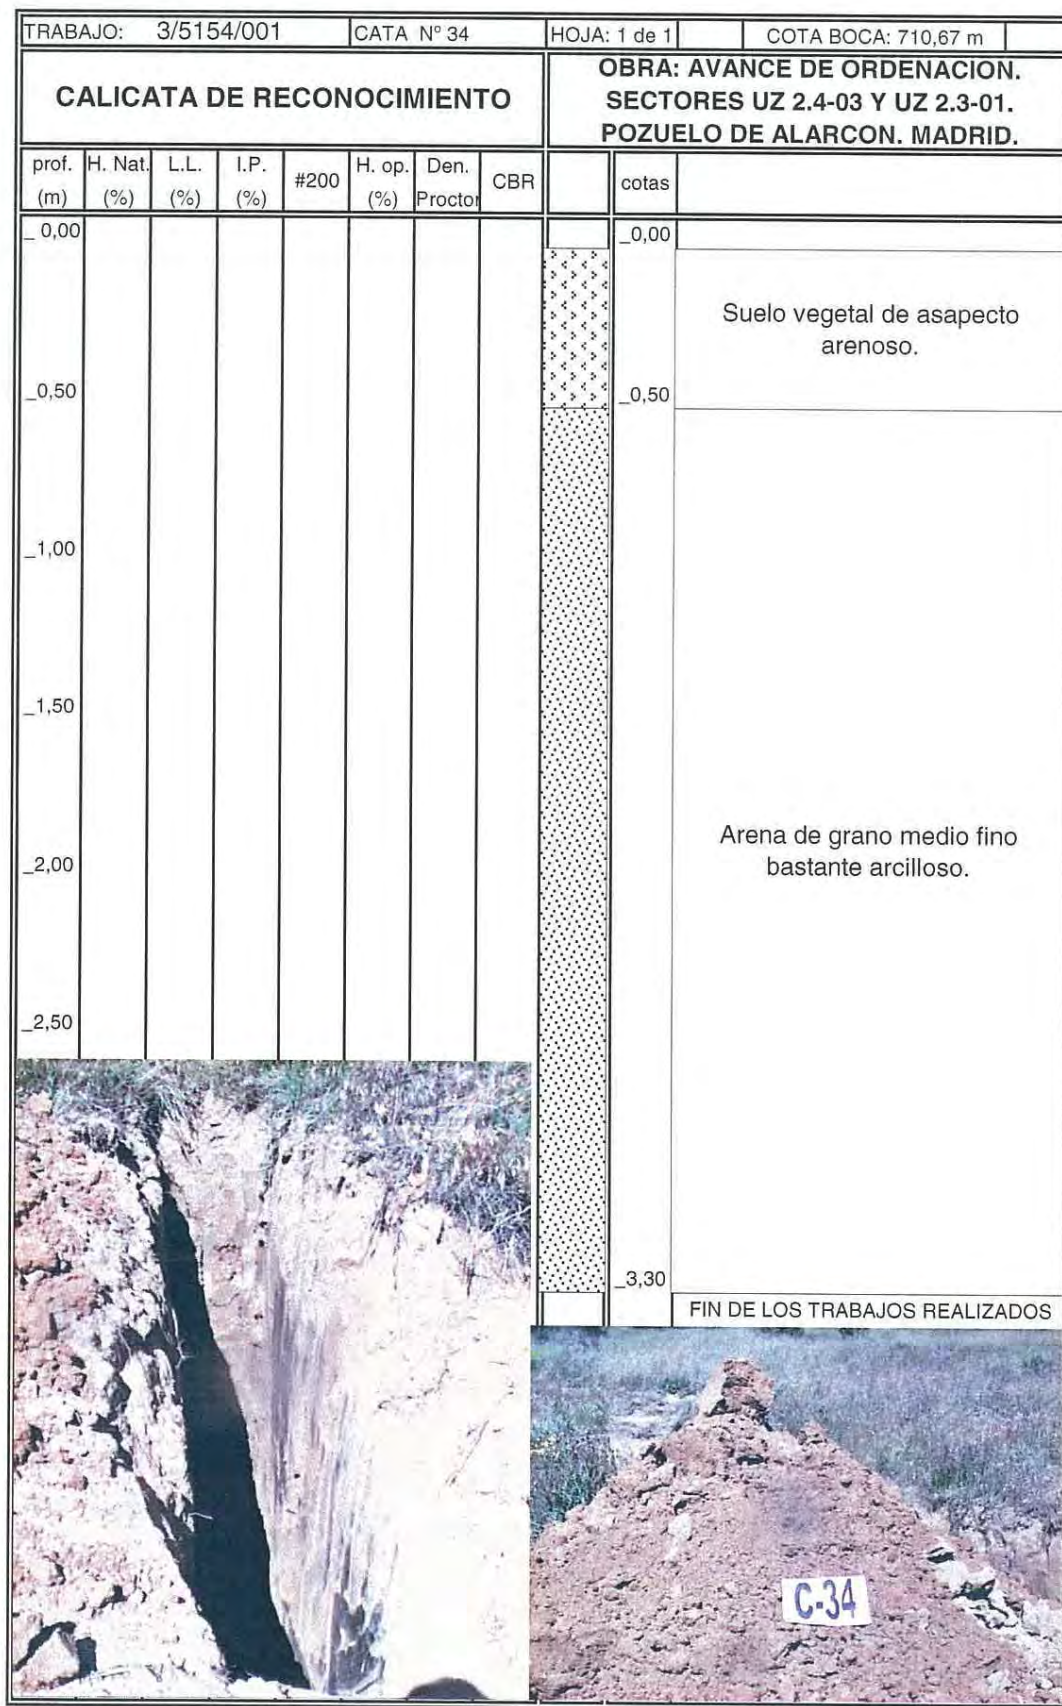 TRABAJO: 3/5154/001 CATA Nº 34 HOJA: 1 de 1 COTA BOCA: 710,67 m
CALICATA DE RECONOCIMIENTO
OBRA: AVANCE DE ORDENACION.
SECTORES UZ 2.4-03 Y UZ 2.3-01.
POZUELO DE ALARCON. MADRID.
prof. H. Nat. L.L. I.P. #200 H. op. Den. CBR cotas
(m) (%) (%) (%) (%) Proctor
_ 0,00 _0,00
Suelo vegetal de asapecto
arenoso.
_0,50 _0,50
_1,00
_1,50
Arena de grano medio fino
bastante arcilloso.
_2,00
_2,50
_3,30
FIN DE LOS TRABAJOS REALIZADOS
C-34